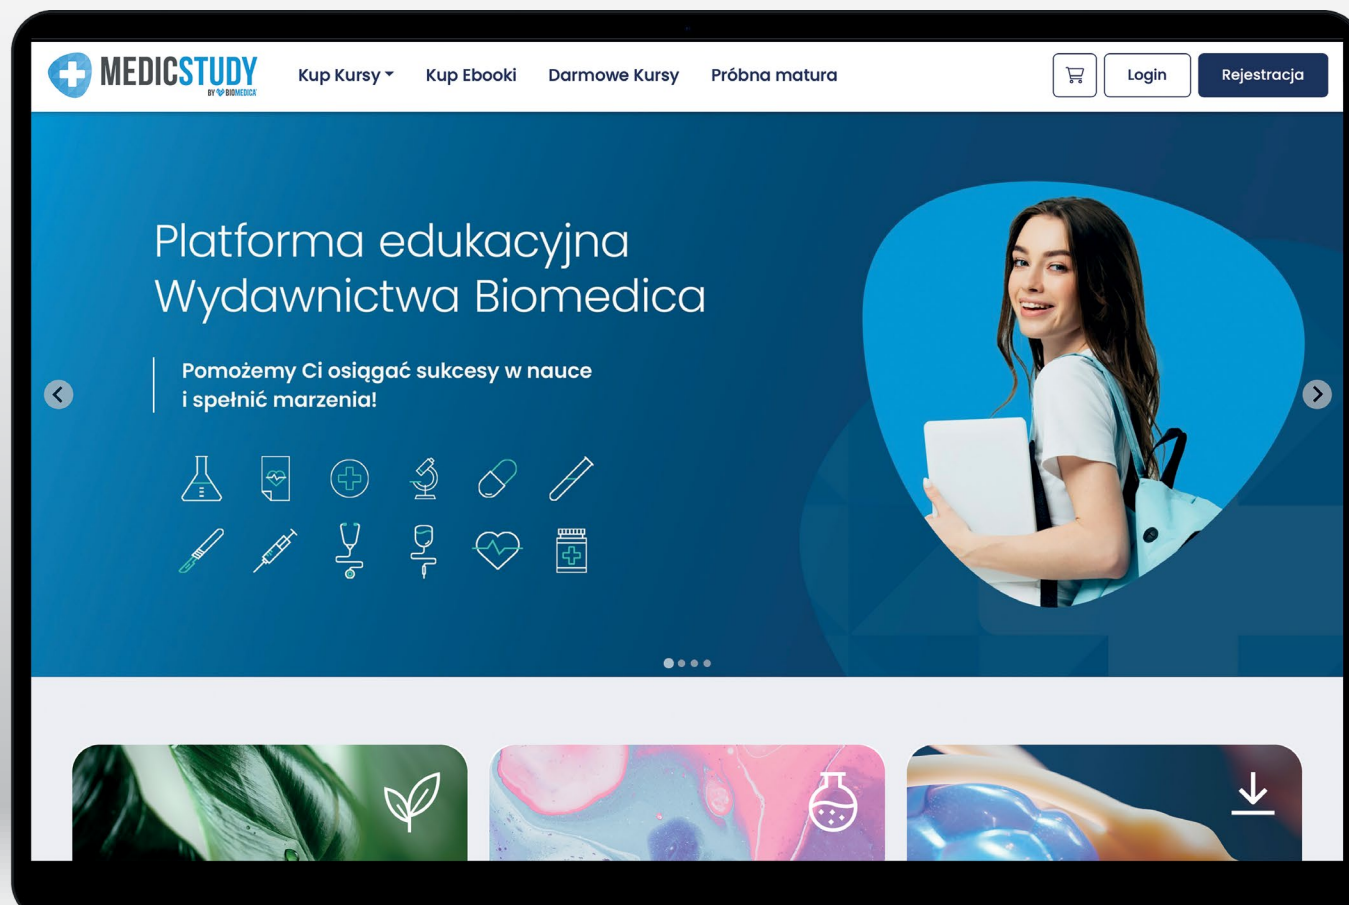 MEDICSTUDY
BY BIOMEDICA
Kup Kursy
Kup Ebooki
Darmowe Kursy
Próbna matura
Login
Rejestracja
Platforma edukacyjna
Wydawnictwa Biomedica
Pomożemy Ci osiągać sukcesy w nauce
i spełnić marzenia!